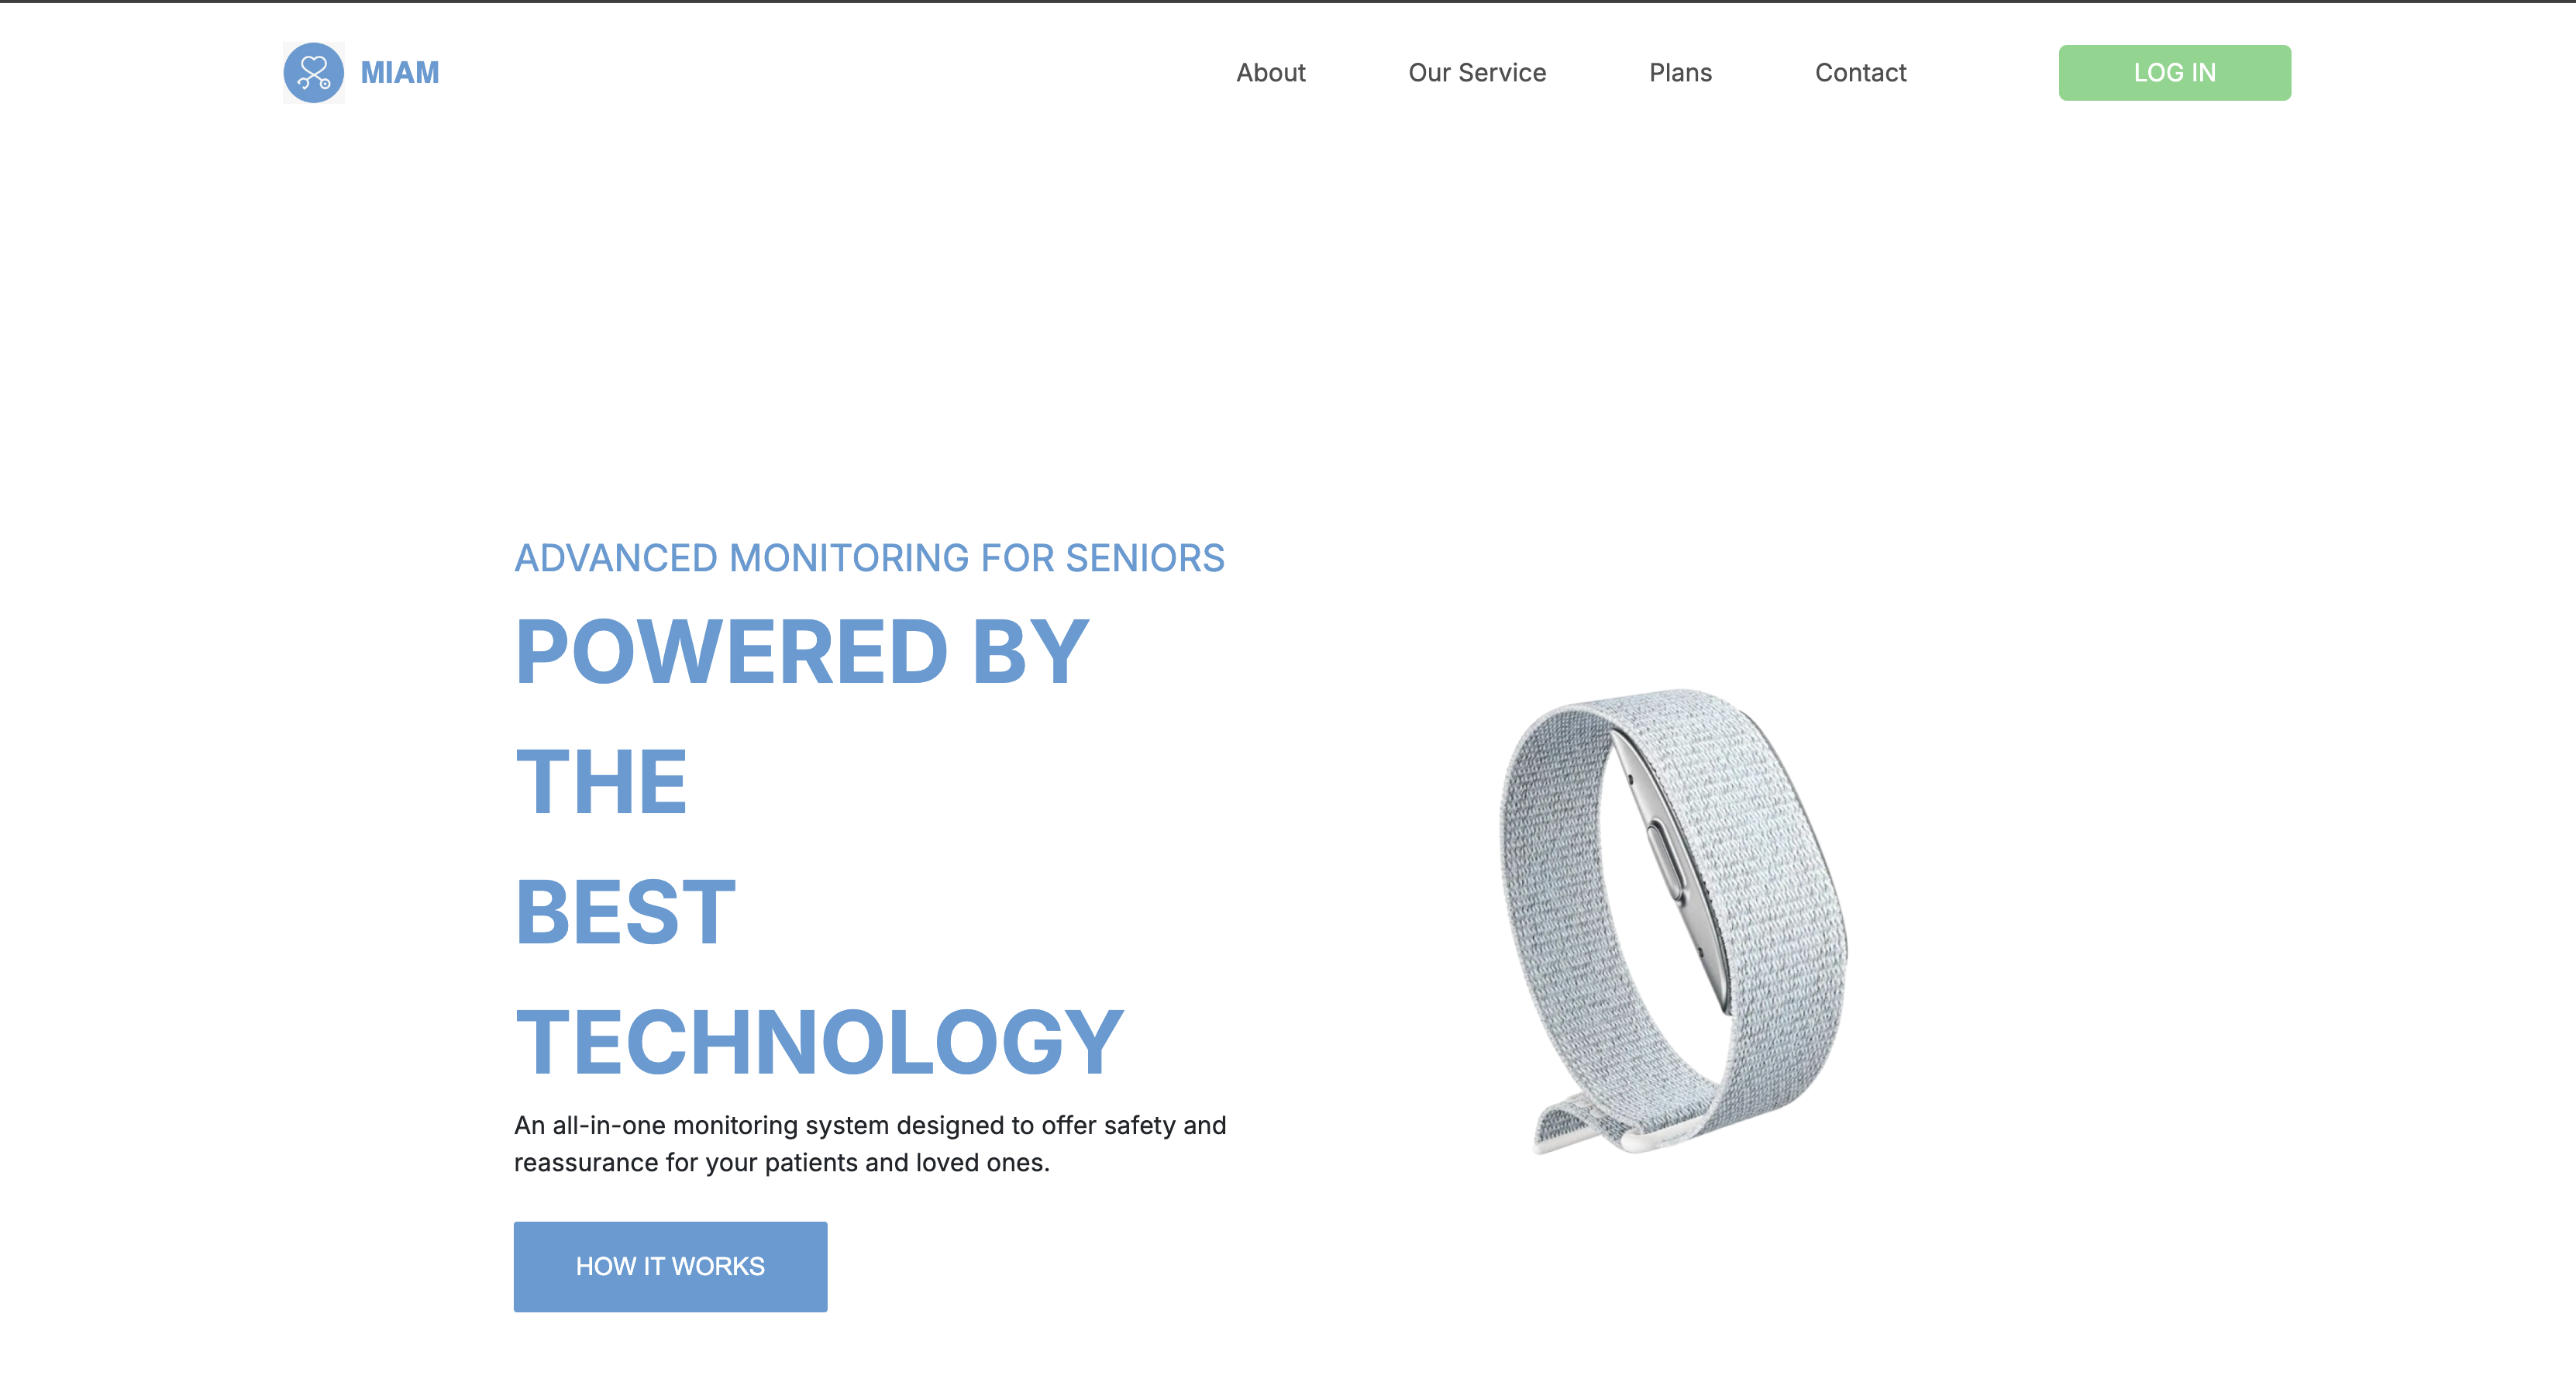 MIAM
About
Our Service
Plans
Contact
LOG IN
ADVANCED MONITORING FOR SENIORS
POWERED BY
THE
BEST
TECHNOLOGY
An all-in-one monitoring system designed to offer safety and
reassurance for your patients and loved ones.
HOW IT WORKS